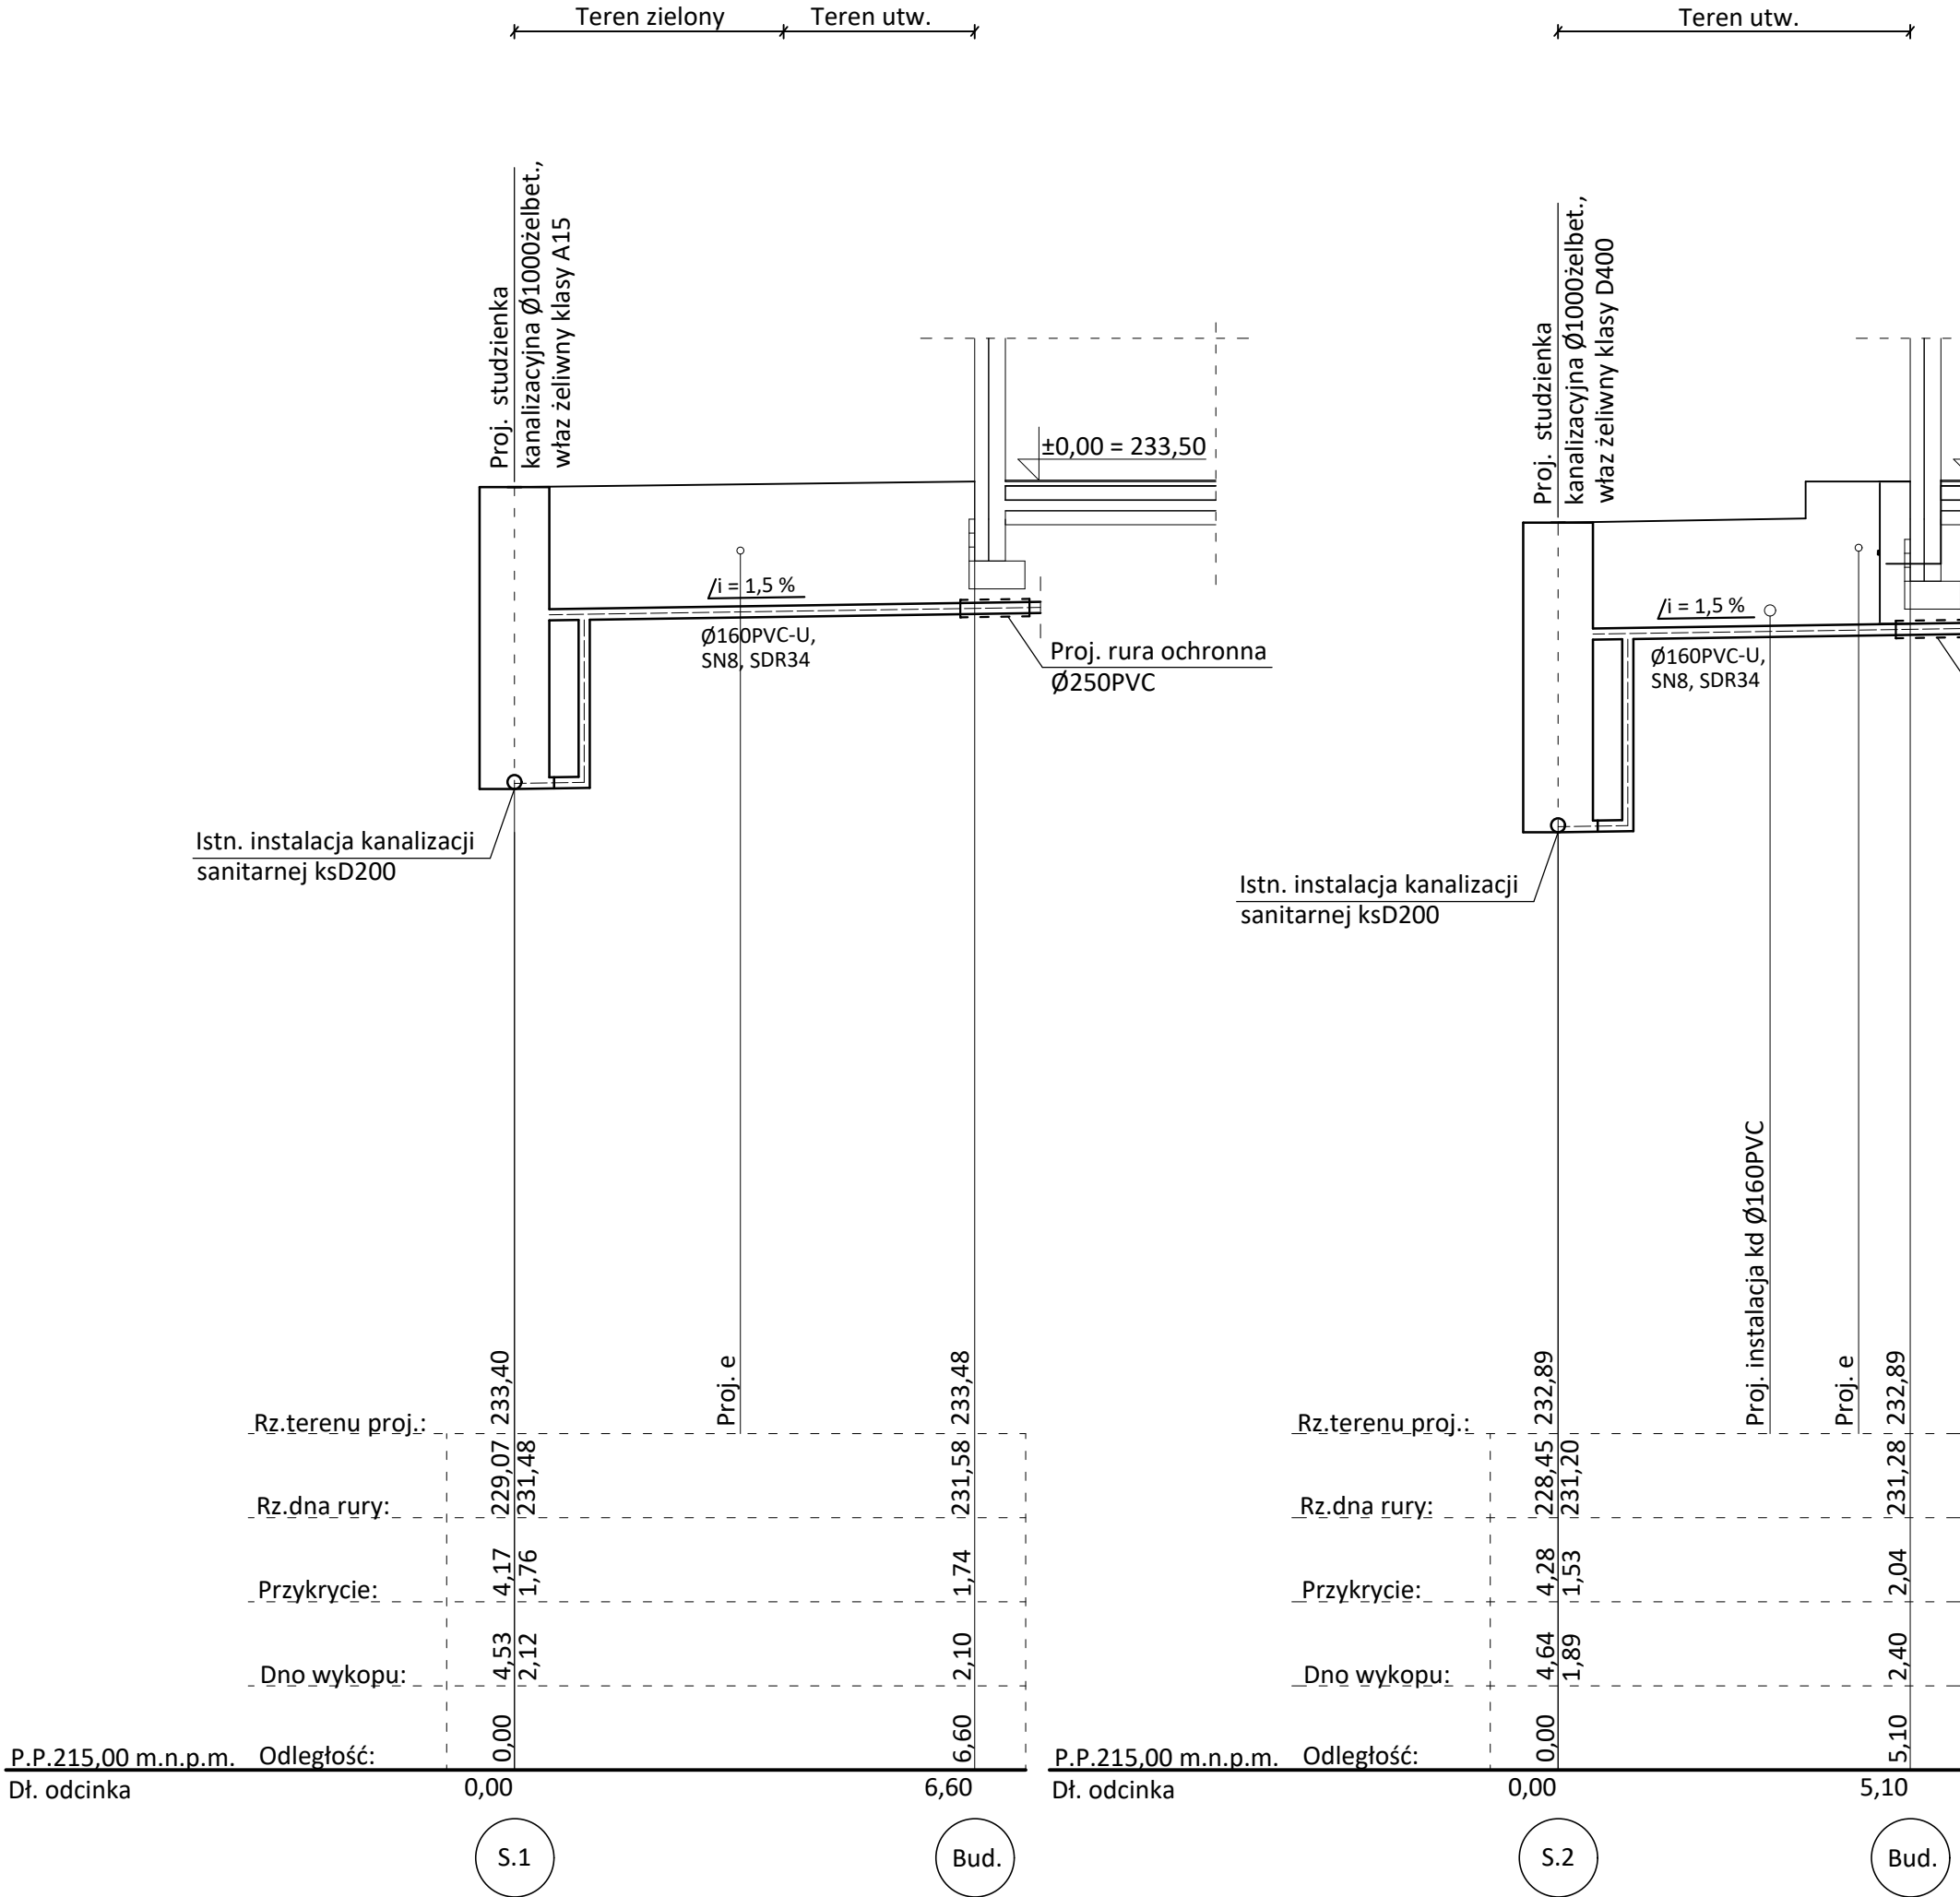 Teren zielony
Teren utw.
Proj. studzienka
kanalizacyjna Ø1000żelbet.,
właz żeliwny klasy A15
±0,00 = 233,50
/i = 1,5 %
Ø160PVC-U,
SN8, SDR34
Proj. rura ochronna
Ø250PVC
Istn. instalacja kanalizacji
sanitarnej ksD200
Proj. e
Rz.terenu proj.:
233,40
233,48
Rz.dna rury:
229,07
231,48
231,58
Przykrycie:
4,17
1,76
1,74
Dno wykopu:
4,53
2,12
2,10
P.P.215,00 m.n.p.m.
Odległość:
0,00
6,60
Dł. odcinka
0,00
6,60
S.1
Bud.
Teren utw.
Proj. studzienka
kanalizacyjna Ø1000żelbet.,
właz żeliwny klasy D400
/i = 1,5 %
Ø160PVC-U,
SN8, SDR34
Istn. instalacja kanalizacji
sanitarnej ksD200
Proj. instalacja kd Ø160PVC
Proj. e
Rz.terenu proj.:
232,89
232,89
Rz.dna rury:
228,45
231,20
231,28
Przykrycie:
4,28
1,53
2,04
Dno wykopu:
4,64
1,89
2,40
P.P.215,00 m.n.p.m.
Odległość:
0,00
5,10
Dł. odcinka
0,00
5,10
S.2
Bud.